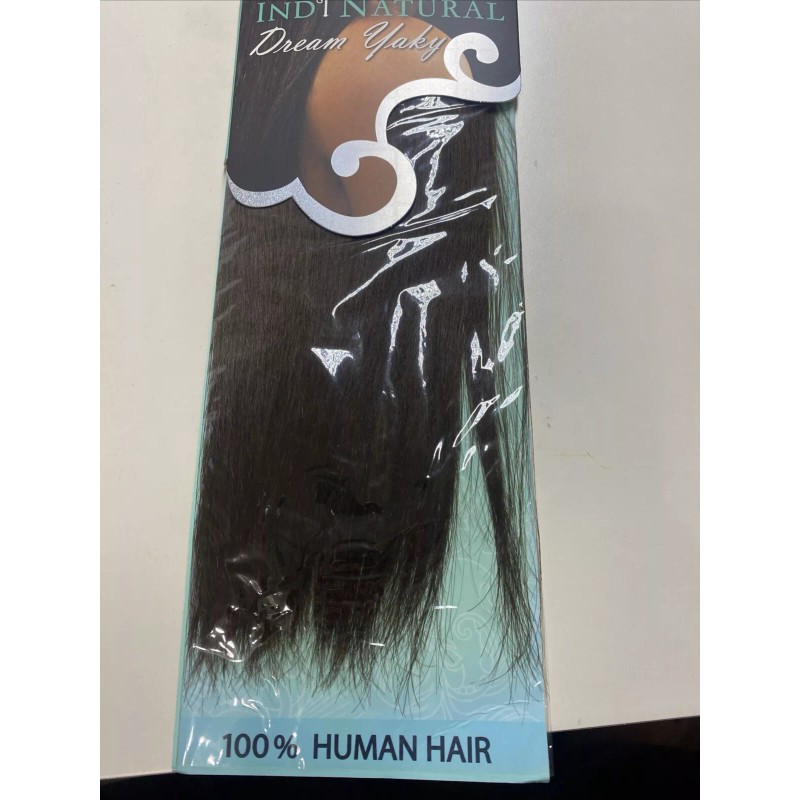 INDI NATURAL
Dream Yaky
100% HUMAN HAIR